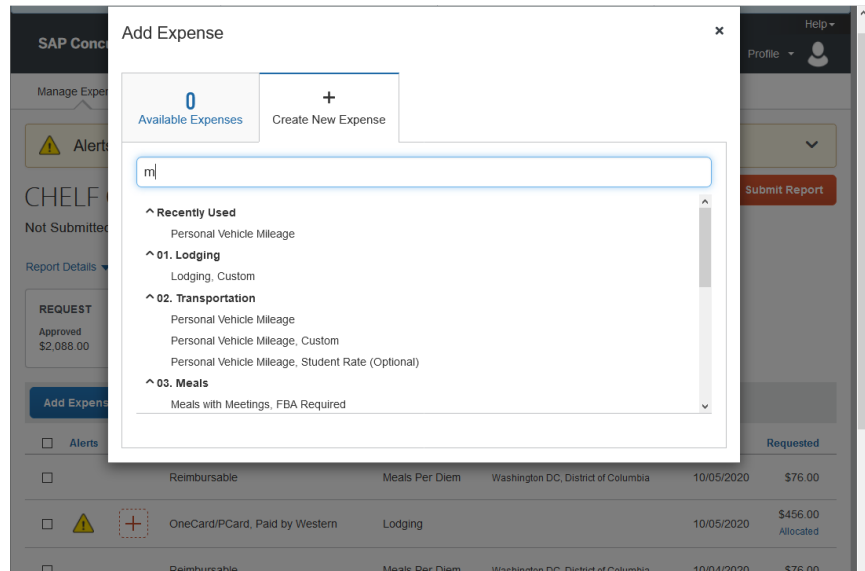 Help
SAP Conc
Profile
Manage Exper
Alerts
CHELF
Submit Report
Not Submitted
Report Details
REQUEST
Approved
$2,088.00
Add Expense
×
0
Available Expenses
+
Create New Expense
m
Recently Used
Personal Vehicle Mileage
01. Lodging
Lodging, Custom
02. Transportation
Personal Vehicle Mileage
Personal Vehicle Mileage, Custom
Personal Vehicle Mileage, Student Rate (Optional)
03. Meals
Meals with Meetings, FBA Required
Add Expens
Alerts
Requested
Reimbursable Meals Per Diem Washington DC, District of Columbia 10/05/2020 $76.00
OneCard/PCard, Paid by Western Lodging 10/05/2020 $456.00
Allocated
Reimbursable Meals Per Diem Washington DC, District of Columbia 10/04/2020 $76.00